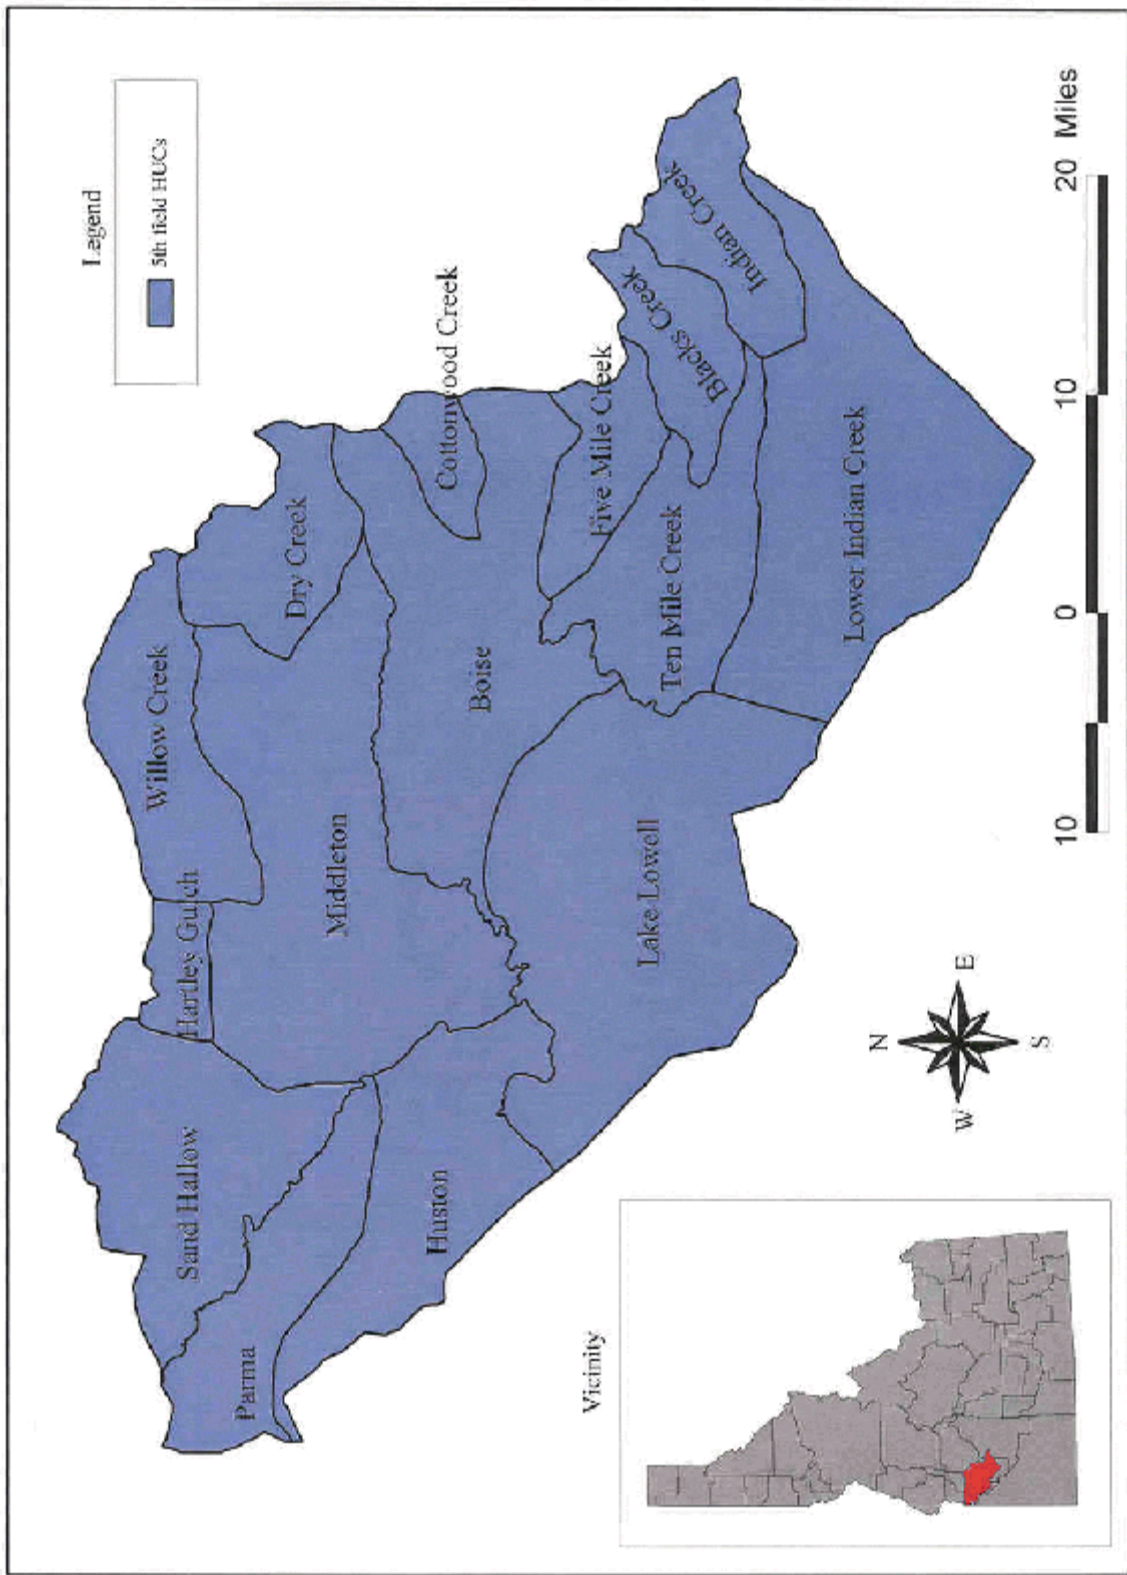 Legend
5th field HUCs
Willow Creek
Hartley Gulch
Sand Hallow
Dry Creek
Middleton
Cottonwood Creek
Parma
Boise
Huston
Five Mile Creek
Blacks Creek
Indian Creek
Ten Mile Creek
Lake Lowell
Lower Indian Creek
Vicinity
N
W
E
S
10 0 10 20 Miles